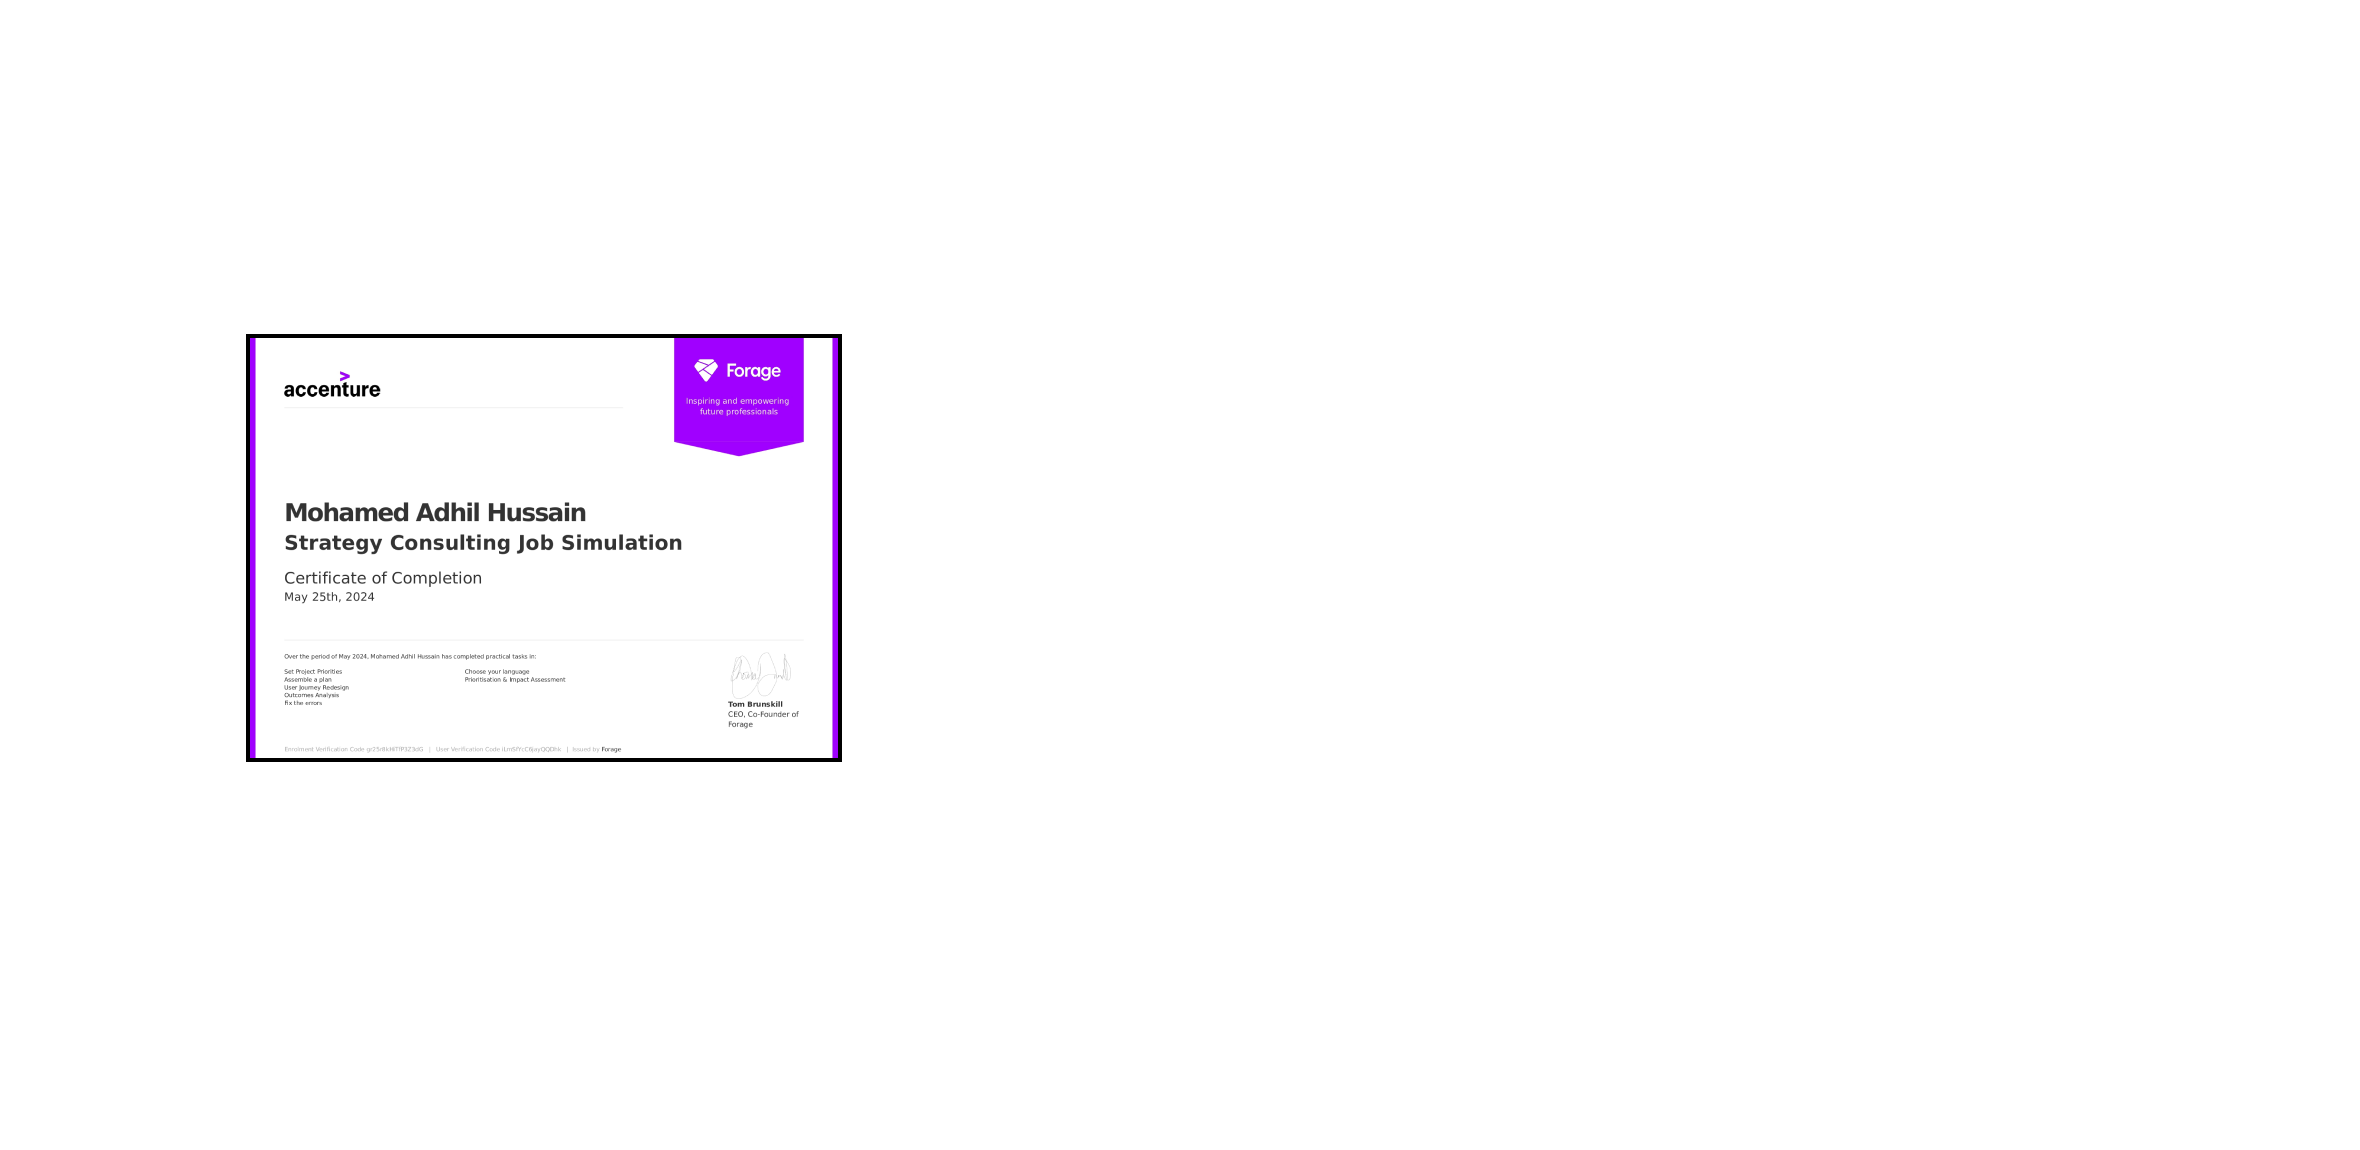 accenture
Forage
Inspiring and empowering
future professionals
Mohamed Adhil Hussain
Strategy Consulting Job Simulation
Certificate of Completion
May 25th, 2024
Over the period of May 2024, Mohamed Adhil Hussain has completed practical tasks in:
Set Project Priorities
Assemble a plan
User Journey Redesign
Outcomes Analysis
Fix the errors
Choose your language
Prioritisation & Impact Assessment
Tom Brunskill
CEO, Co-Founder of
Forage
Enrolment Verification Code | User Verification Code | Issued by Forage